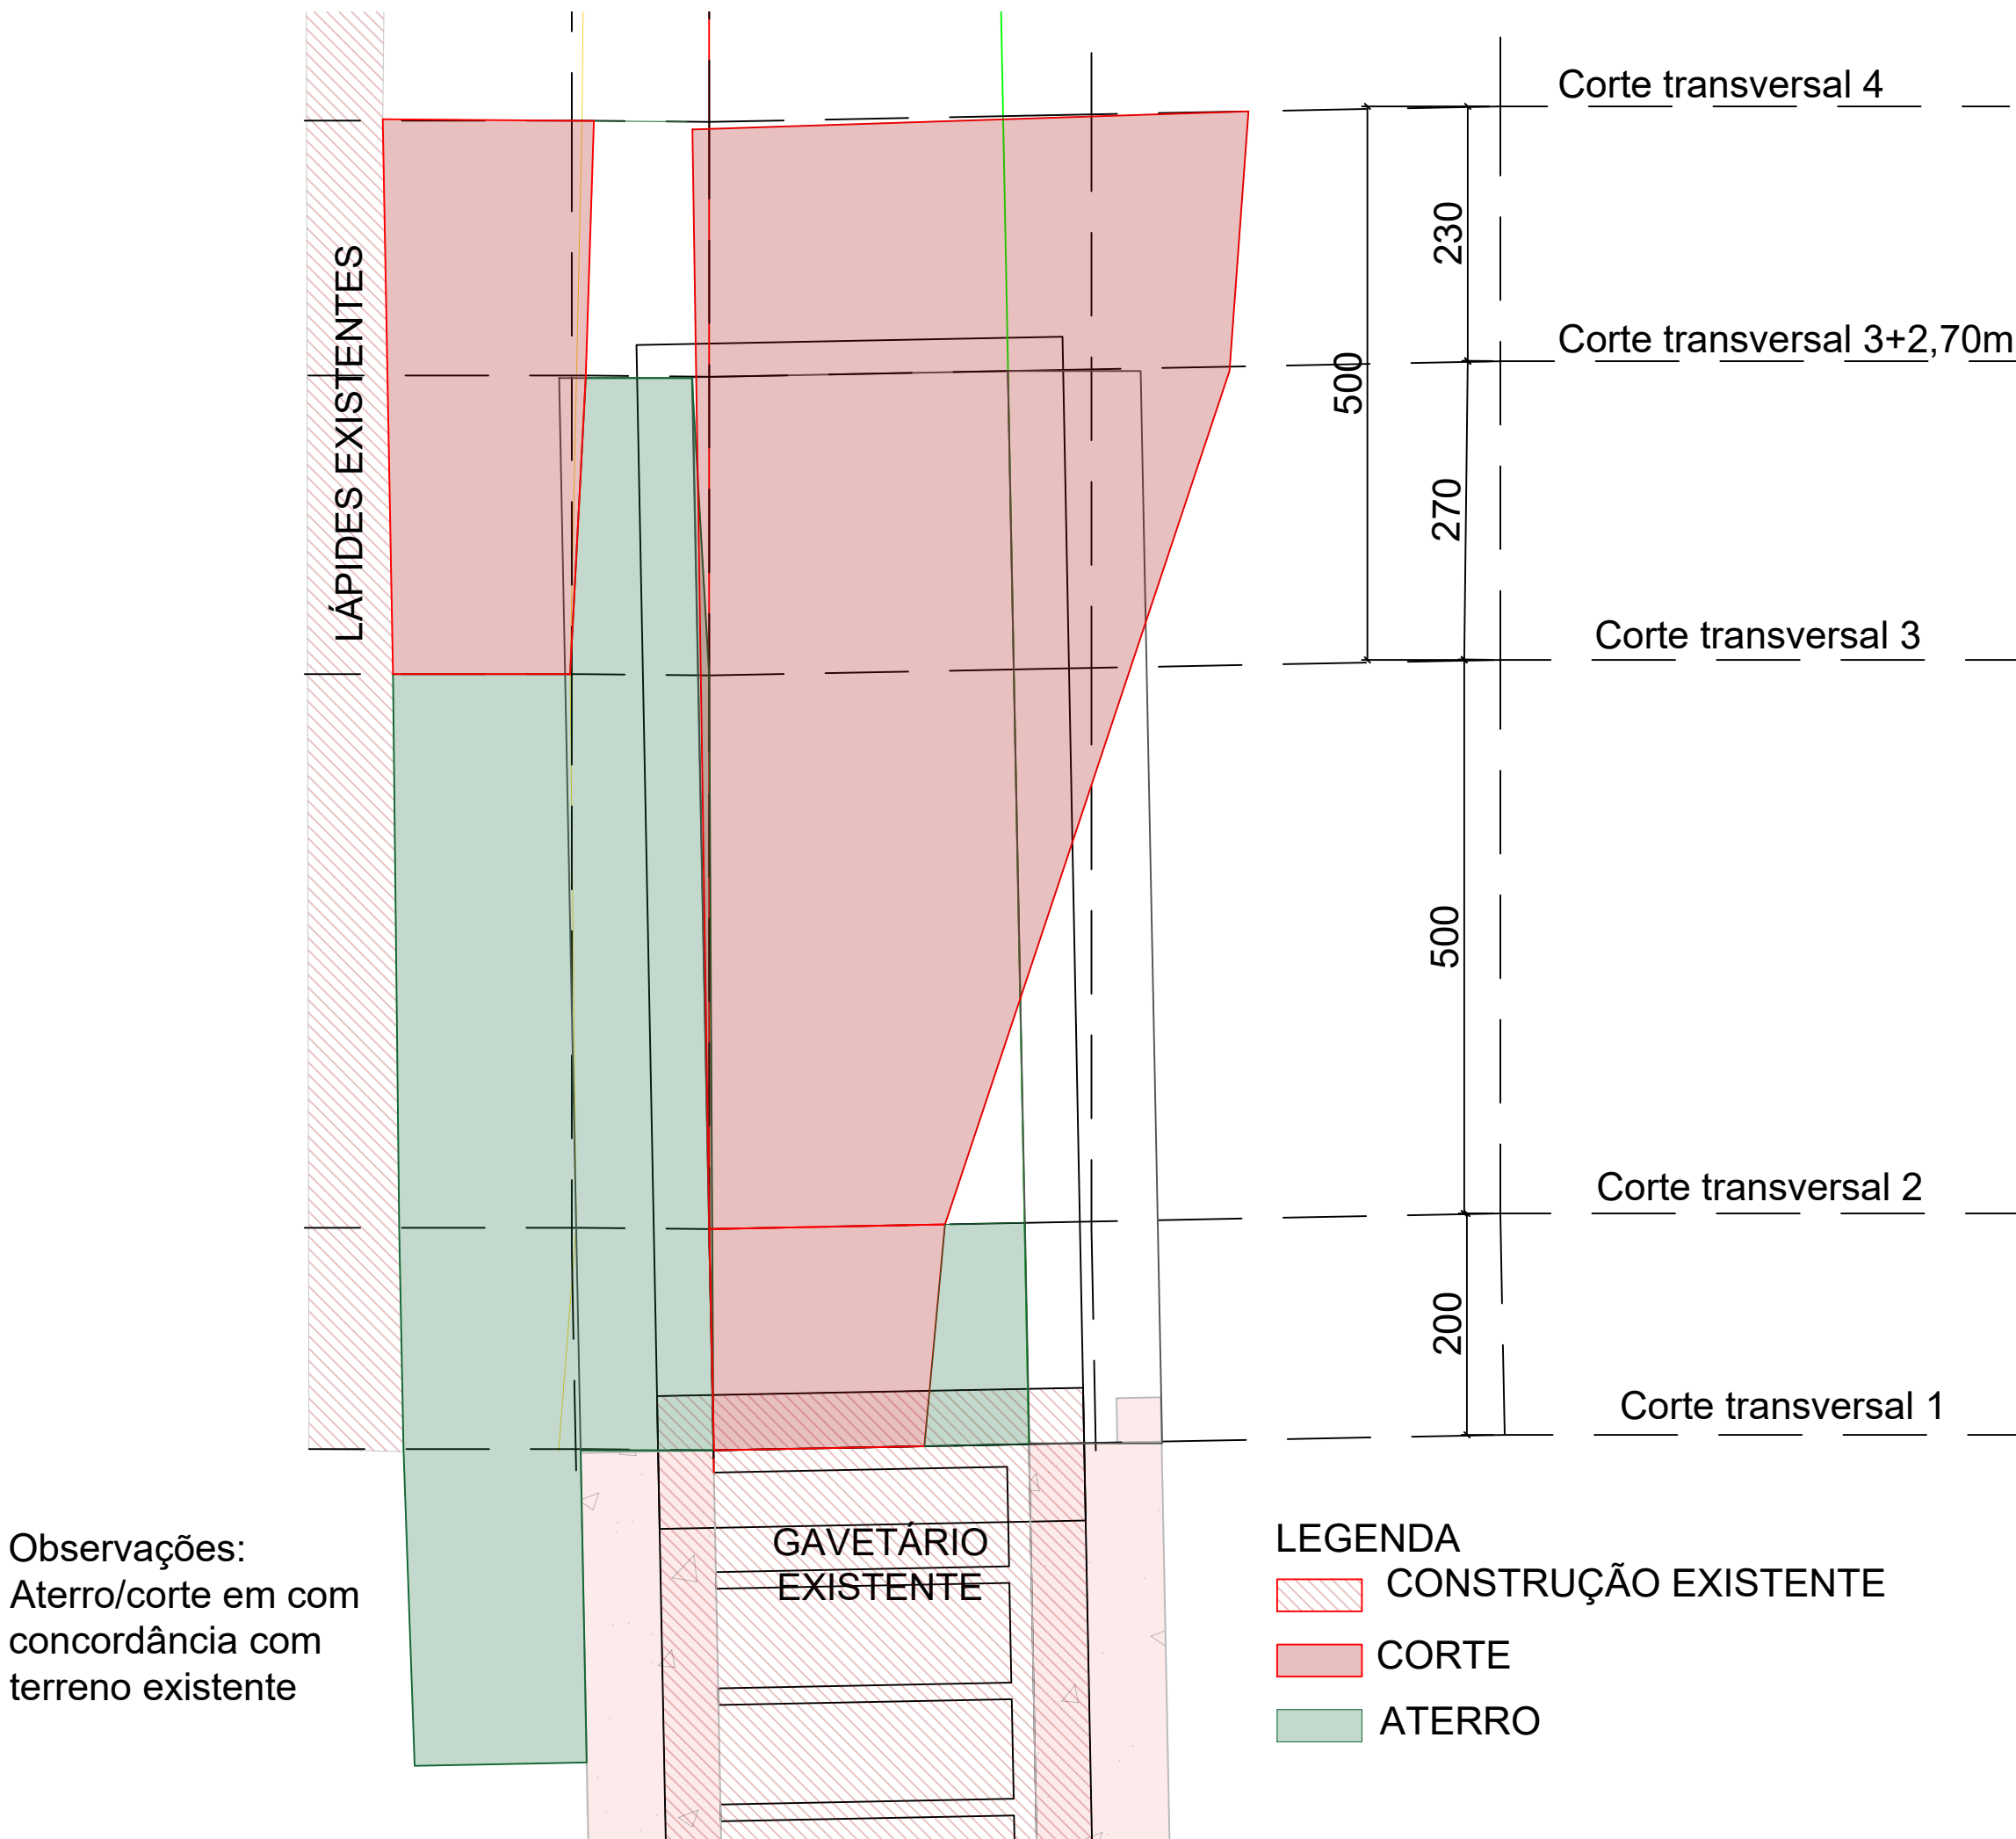 Corte transversal 4
230
Corte transversal 3+2,70m
500
LÁPIDES EXISTENTES
270
Corte transversal 3
500
Corte transversal 2
200
Corte transversal 1
Observações:
Aterro/corte em com
concordância com
terreno existente
GAVETÁRIO
EXISTENTE
LEGENDA
CONSTRUÇÃO EXISTENTE
CORTE
ATERRO